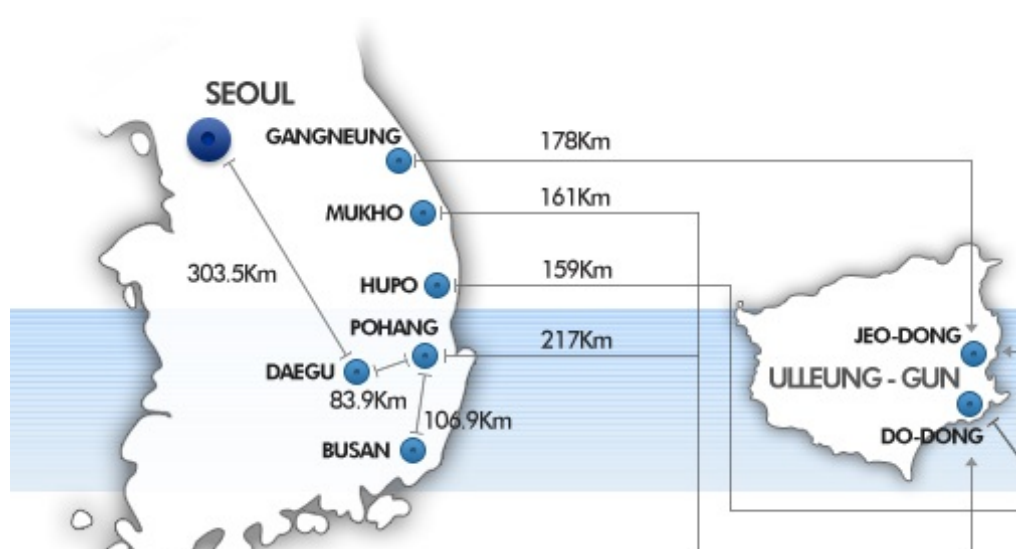 SEOUL
GANGNEUNG
178Km
MUKHO
161Km
303.5Km
HUPO
159Km
POHANG
217Km
JEO-DONG
DAEGU
ULLEUNG - GUN
83.9Km
106.9Km
BUSAN
DO-DONG